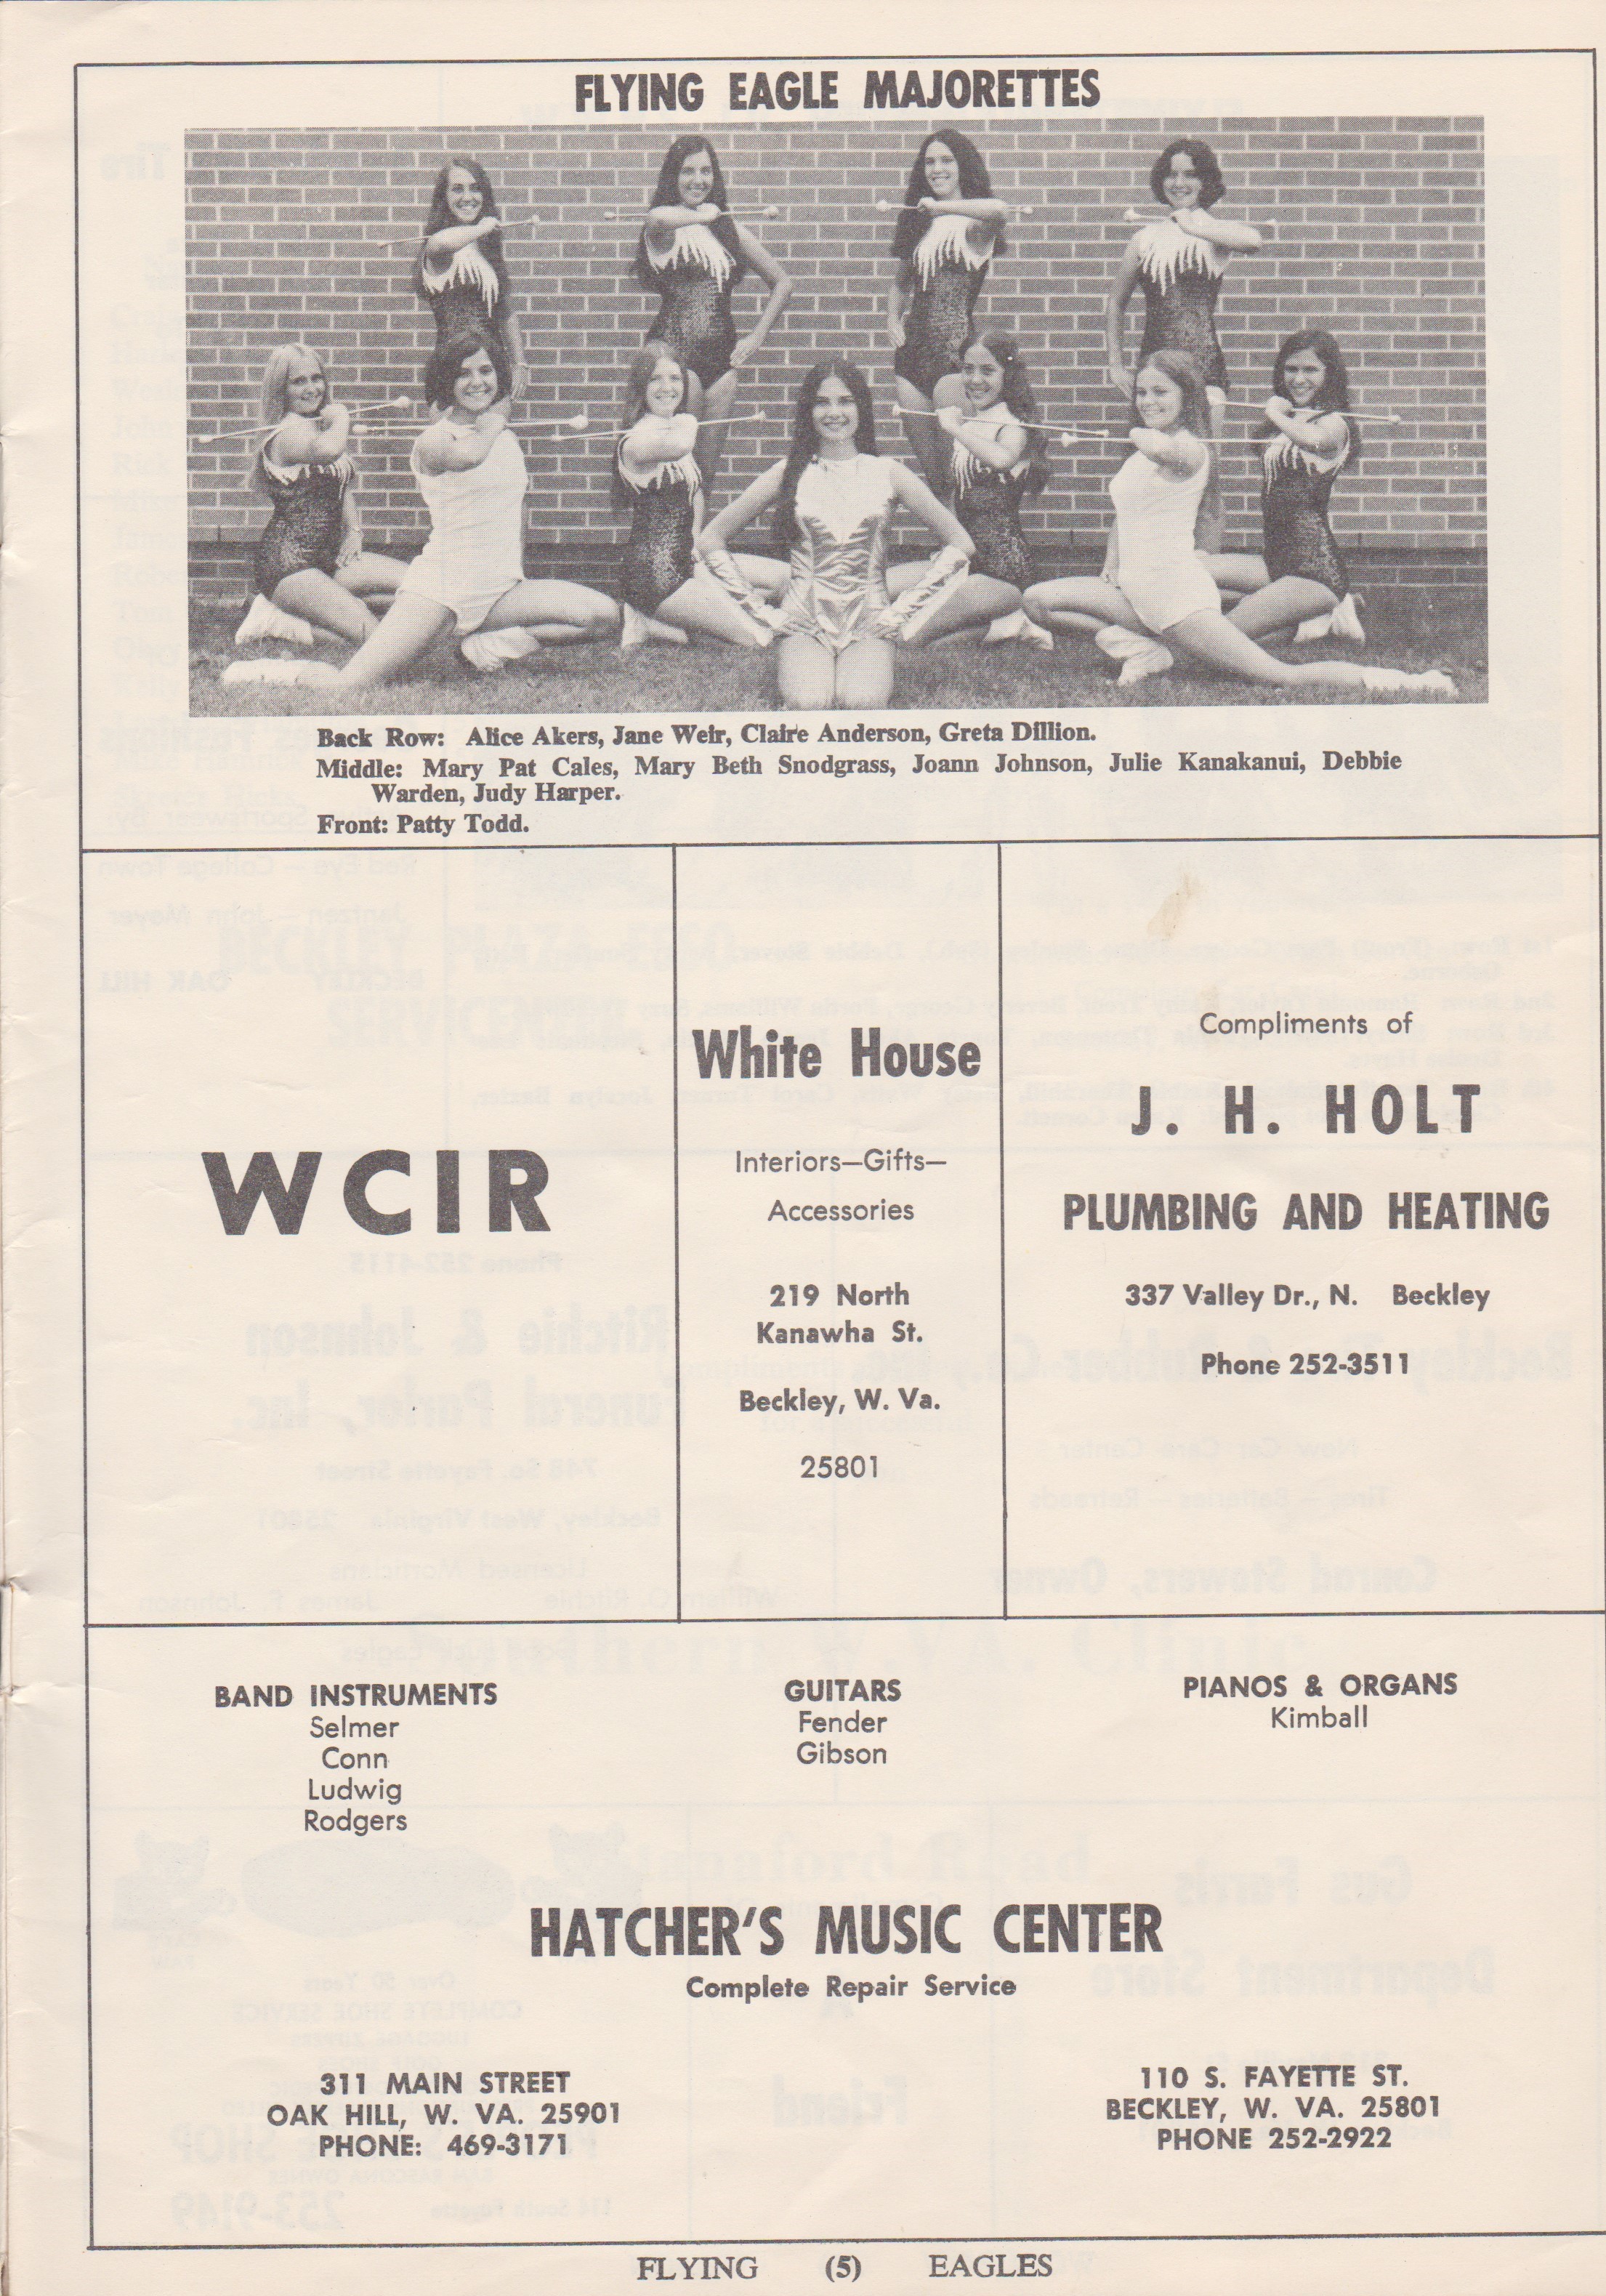 FLYING EAGLE MAJORETTES
Back Row: Alice Akers, Jane Weir, Claire Anderson, Greta Dillion.
Middle: Mary Pat Cales, Mary Beth Snodgrass, Joann Johnson, Julie Kanakanui, Debbie
Warden, Judy Harper.
Front: Patty Todd.
WCIR
White House
Interiors—Gifts—
Accessories
219 North
Kanawha St.
Beckley, W. Va.
25801
Compliments of
J. H. HOLT
PLUMBING AND HEATING
337 Valley Dr., N. Beckley
Phone 252-3511
BAND INSTRUMENTS
Selmer
Conn
Ludwig
Rodgers
GUITARS
Fender
Gibson
PIANOS & ORGANS
Kimball
HATCHER'S MUSIC CENTER
Complete Repair Service
311 MAIN STREET
OAK HILL, W. VA. 25901
PHONE: 469-3171
110 S. FAYETTE ST.
BECKLEY, W. VA. 25801
PHONE 252-2922
FLYING (5) EAGLES